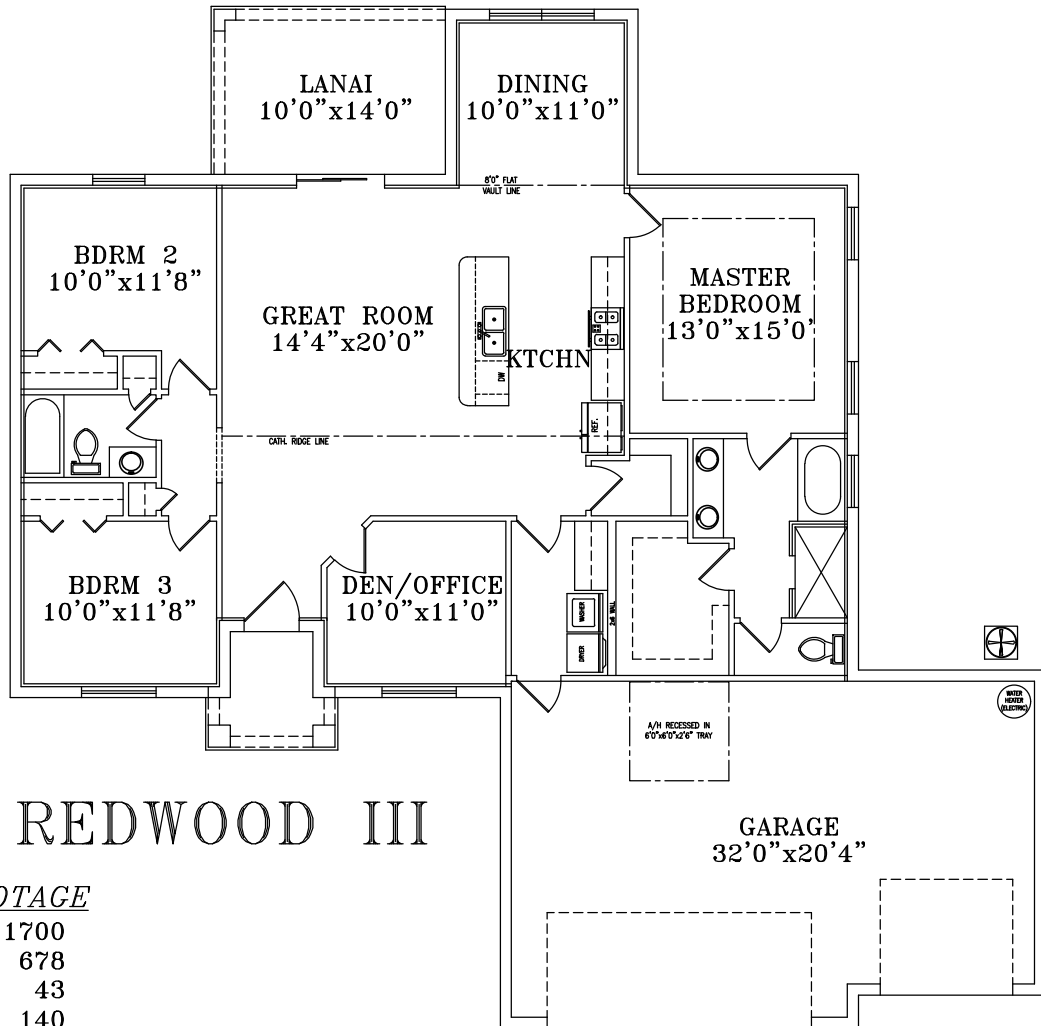 LANAI
10'0"x14'0"
DINING
10'0"x11'0"
8'0" FLAT
VAULT LINE
BDRM 2
10'0"x11'8"
GREAT ROOM
14'4"x20'0"
MASTER
BEDROOM
13'0"x15'0'
KTCHN
DW
REF.
CATH. RIDGE LINE
BDRM 3
10'0"x11'8"
DEN/OFFICE
10'0"x11'0"
WASHER
DRYER
2x6 WALL
A/H RECESSED IN
6'0"x6'0"x2'6" TRAY
WATER
HEATER
(ELECTRIC)
GARAGE
32'0"x20'4"
REDWOOD III
OTAGE
1700
678
43
140